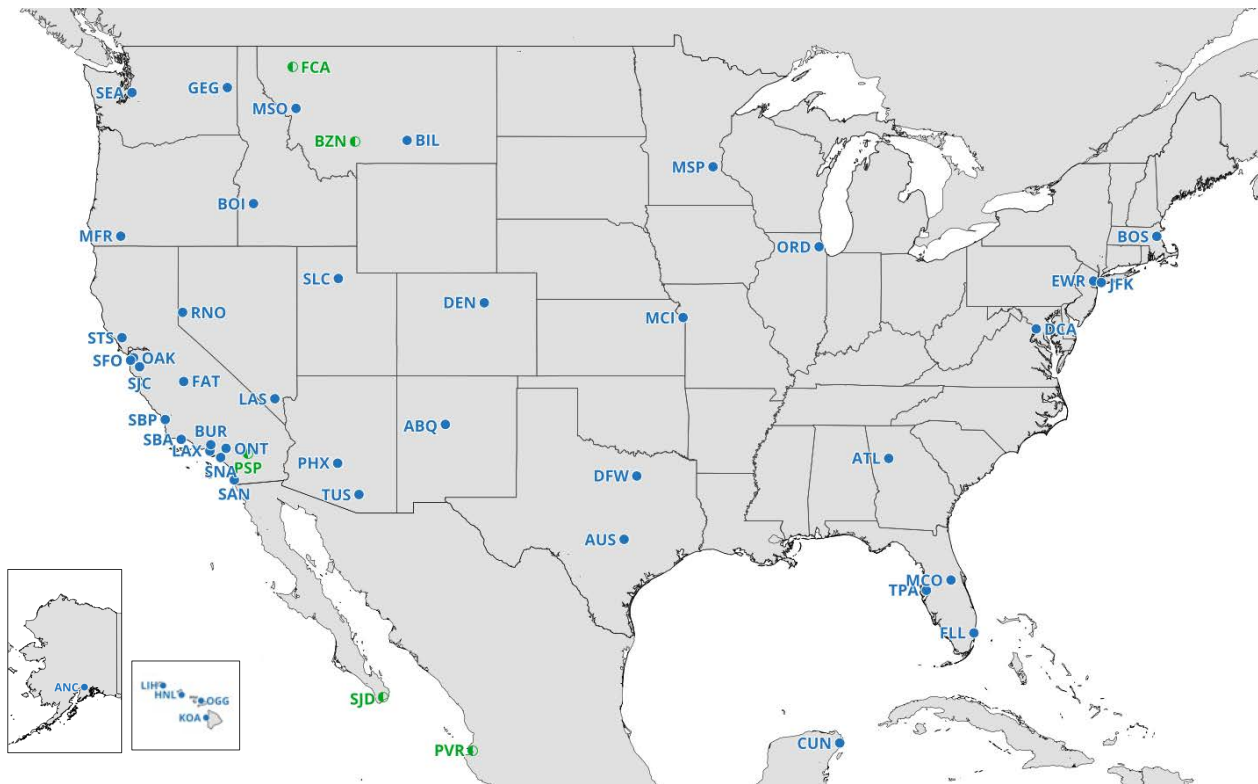 FCA
SEA
GEG
MSO
BZN
BIL
MSP
BOI
MFR
BOS
ORD
SLC
EWR
JFK
DEN
RNO
MCI
DCA
STS
SFO
OAK
SJC
FAT
LAS
SBP
ABQ
BUR
SBA
LAX
ONT
PSP
SNA
PHX
ATL
SAN
TUS
DFW
AUS
MCO
TPA
FLL
ANC
LIH
HNL
OGG
KOA
SJD
PVR
CUN